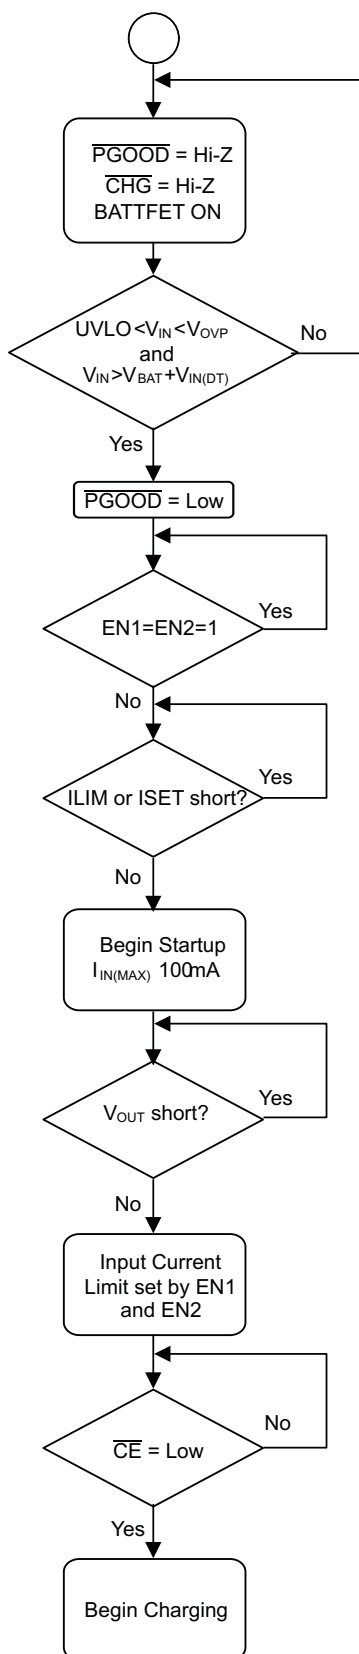 PGOOD = Hi-Z
CHG = Hi-Z
BATTFET ON
UVLO<VIN<VOVP
and
VIN>VBAT+VIN(DT)
No
Yes
PGOOD = Low
EN1=EN2=1
Yes
No
ILIM or ISET short?
Yes
No
Begin Startup
IIN(MAX) 100mA
VOUT short?
Yes
No
Input Current
Limit set by EN1
and EN2
CE = Low
No
Yes
Begin Charging